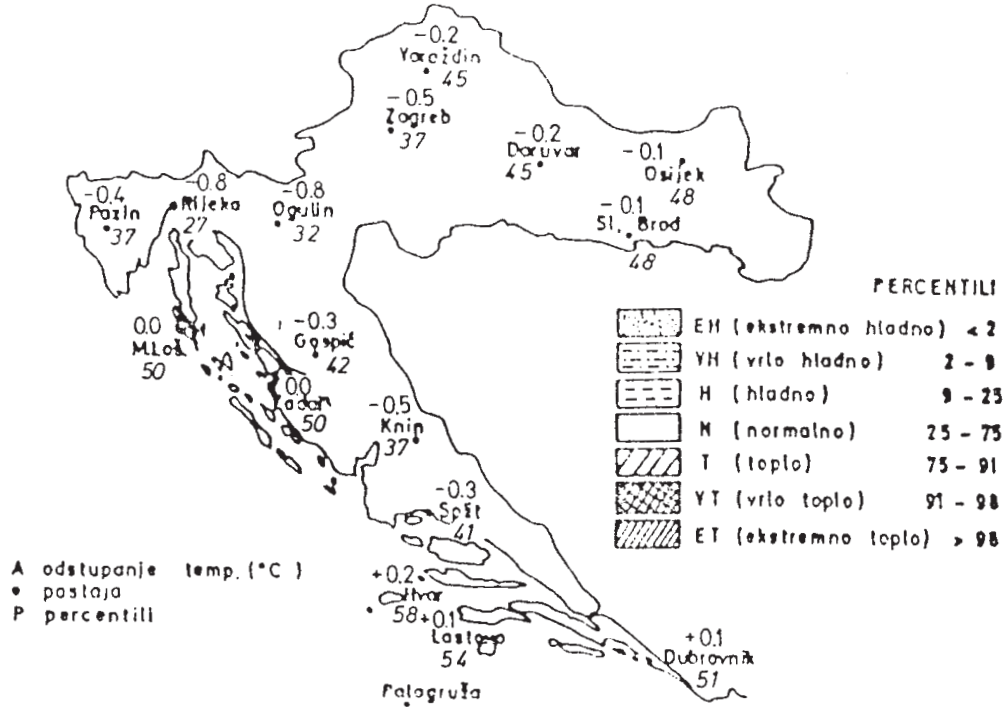 −0.2
Varaždin
45
−0.5
Zagreb
37
−0.2
Daruvar
45
−0.1
Osijek
48
−0.1
Sl. Brod
48
−0.4
Pazin
37
−0.8
Rijeka
27
−0.8
Ogulin
32
0.0
M.Loš.
50
−0.3
Gospić
42
0.0
adar
50
−0.5
Knin
37
−0.3
Split
41
+0.2
Hvar
58
+0.1
Lastovo
54
+0.1
Dubrovnik
51
Palagruža
PERCENTILI
EH (ekstremno hladno) < 2
VH (vrlo hladno) 2 - 9
H (hladno) 9 - 25
N (normalno) 25 - 75
T (toplo) 75 - 91
VT (vrlo toplo) 91 - 98
ET (ekstremno toplo) > 98
A odstupanje temp. (°C )
• postaja
P percentili